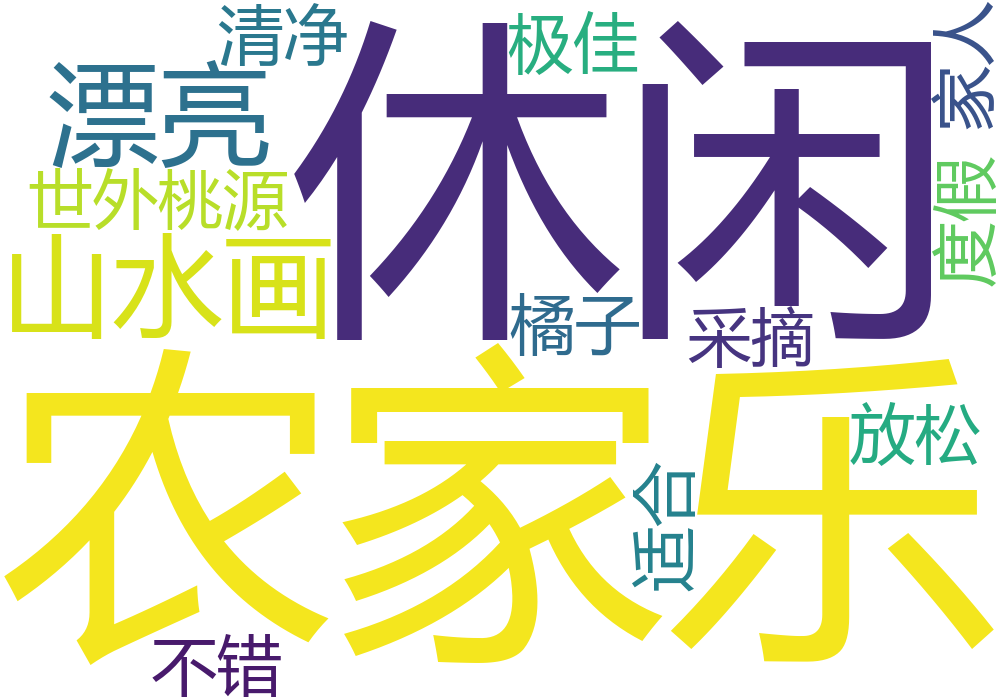 清净
极佳
家人
休闲
漂亮
世外桃源
度假
山水画
橘子
采摘
农家乐
放松
适合
不错